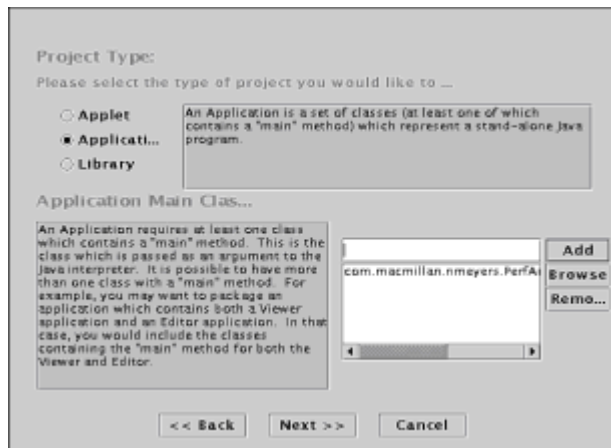 Project Type:
Please select the type of project you would like to ...
Applet
Applicati...
Library
An Application is a set of classes (at least one of which
contains a "main" method) which represent a stand-alone Java
program.
Application Main Clas...
An Application requires at least one class
which contains a "main" method. This is the
class which is passed as an argument to the
Java interpreter. It is possible to have more
than one class with a "main" method. For
example, you may want to package an
application which contains both a Viewer
application and an Editor application. In that
case, you would include the classes
containing the "main" method for both the
Viewer and Editor.
com.macmillan.nmeyers.PerfAn
Add
Browse
Remo...
<< Back
Next >>
Cancel